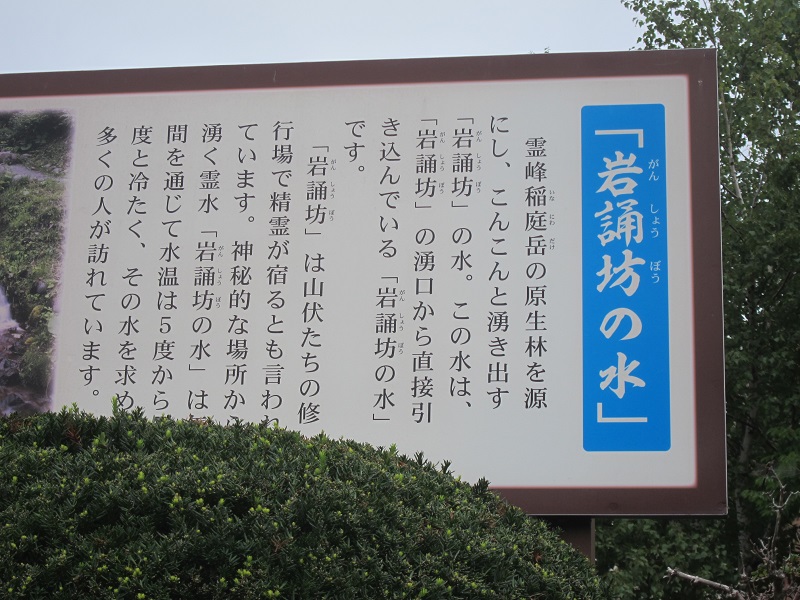 「岩誦坊の水」
霊峰稲庭岳の原生林を源
にし、こんこんと湧き出す
「岩誦坊」の水。この水は、
「岩誦坊」の湧口から直接引
き込んでいる「岩誦坊の水」
です。
「岩誦坊」は山伏たちの修
行場で精霊が宿るとも言われ
ています。神秘的な場所から
湧く霊水「岩誦坊の水」は
間を通じて水温は5度から
度と冷たく、その水を求め
多くの人が訪れています。